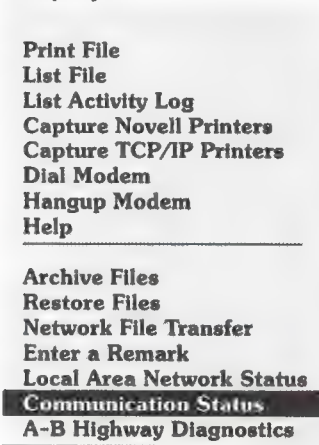 Print File
List File
List Activity Log
Capture Novell Printers
Capture TCP/IP Printers
Dial Modem
Hangup Modem
Help
Archive Files
Restore Files
Network File Transfer
Enter a Remark
Local Area Network Status
Communication Status
A-B Highway Diagnostics